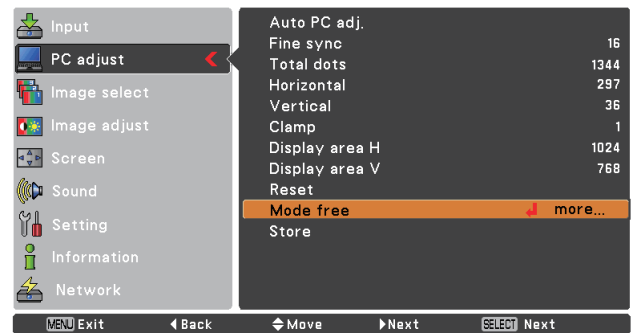 Input
PC adjust
Image select
Image adjust
Screen
Sound
Setting
Information
Network
Auto PC adj.
Fine sync 16
Total dots 1344
Horizontal 297
Vertical 36
Clamp 1
Display area H 1024
Display area V 768
Reset
Mode free more...
Store
MENU Exit Back Move Next SELECT Next